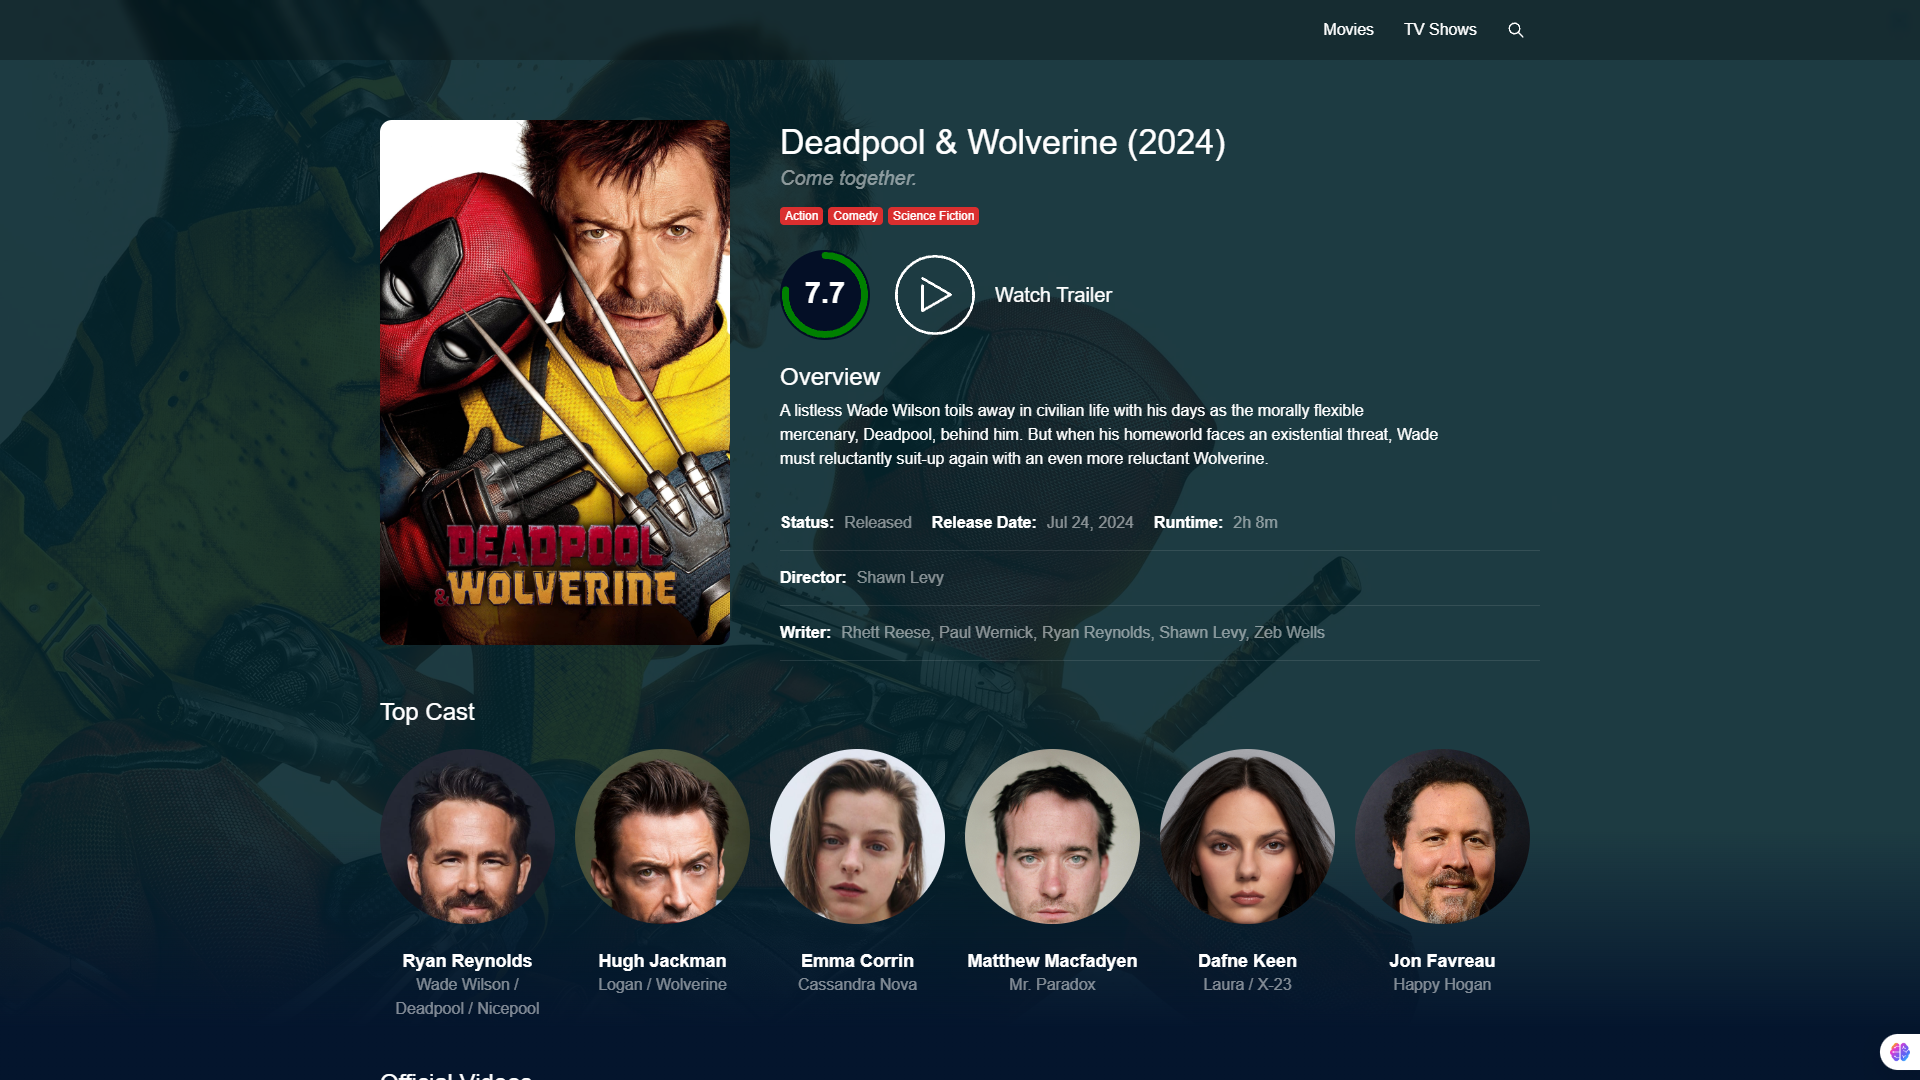 Movies TV Shows
Deadpool & Wolverine (2024)
Come together.
Action Comedy Science Fiction
7.7 Watch Trailer
Overview
A listless Wade Wilson toils away in civilian life with his days as the morally flexible
mercenary, Deadpool, behind him. But when his homeworld faces an existential threat, Wade
must reluctantly suit-up again with an even more reluctant Wolverine.
Status: Released Release Date: Jul 24, 2024 Runtime: 2h 8m
Director: Shawn Levy
Writer: Rhett Reese, Paul Wernick, Ryan Reynolds, Shawn Levy, Zeb Wells
DEADPOOL
&WOLVERINE
Top Cast
Ryan Reynolds
Wade Wilson /
Deadpool / Nicepool
Hugh Jackman
Logan / Wolverine
Emma Corrin
Cassandra Nova
Matthew Macfadyen
Mr. Paradox
Dafne Keen
Laura / X-23
Jon Favreau
Happy Hogan
Official Videos